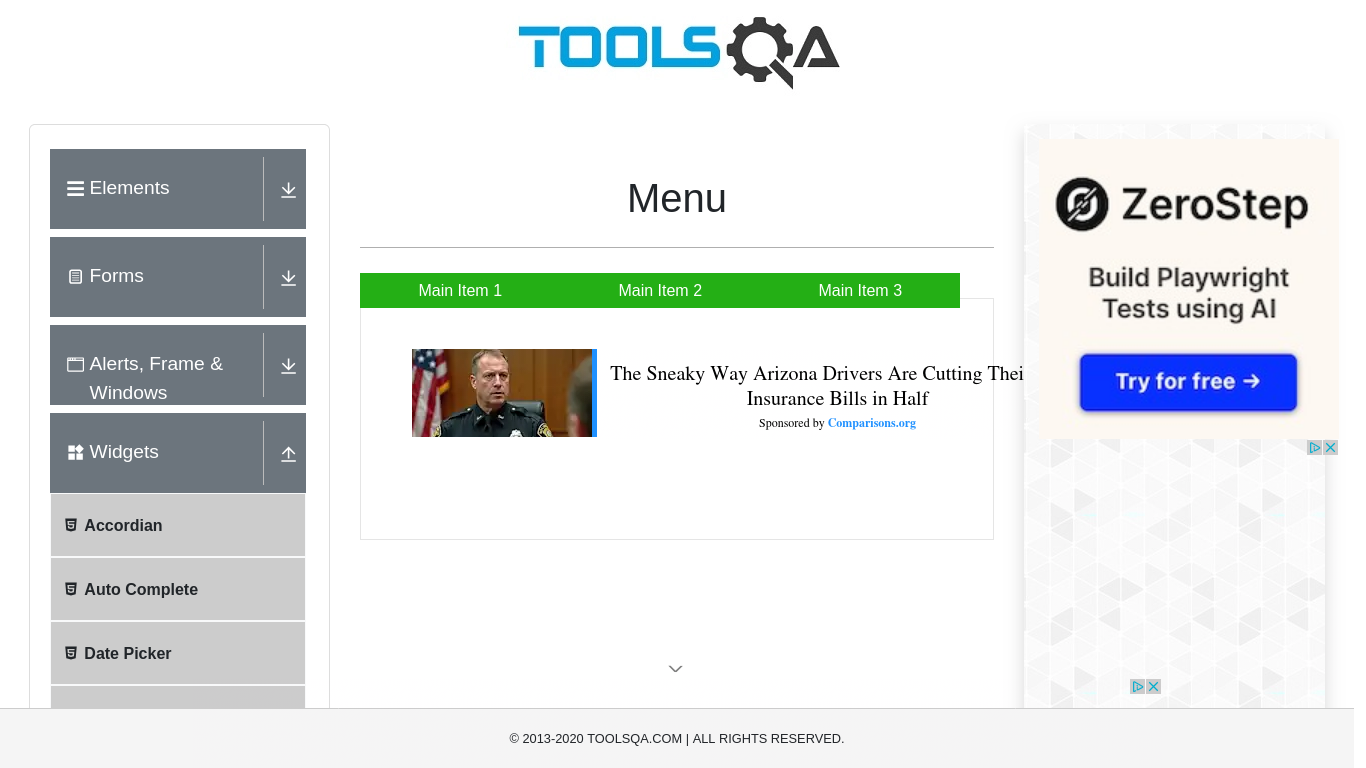 TOOLSQA
Elements
Forms
Alerts, Frame &
Windows
Widgets
Accordian
Auto Complete
Date Picker
Menu
Main Item 1 Main Item 2 Main Item 3
The Sneaky Way Arizona Drivers Are Cutting Thei
Insurance Bills in Half
Sponsored by Comparisons.org
ZeroStep
Build Playwright
Tests using AI
Try for free →
© 2013-2020 TOOLSQA.COM | ALL RIGHTS RESERVED.